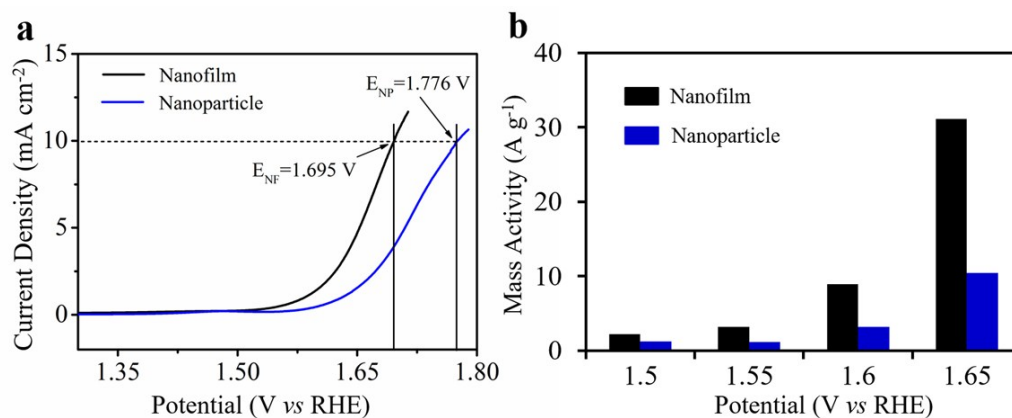 a
Current Density (mA cm⁻²)
15
10
5
0
Nanofilm
Nanoparticle
E_NP=1.776 V
E_NF=1.695 V
1.35
1.50
1.65
1.80
Potential (V vs RHE)
b
Mass Activity (A g⁻¹)
40
30
20
10
0
Nanofilm
Nanoparticle
1.5
1.55
1.6
1.65
Potential (V vs RHE)